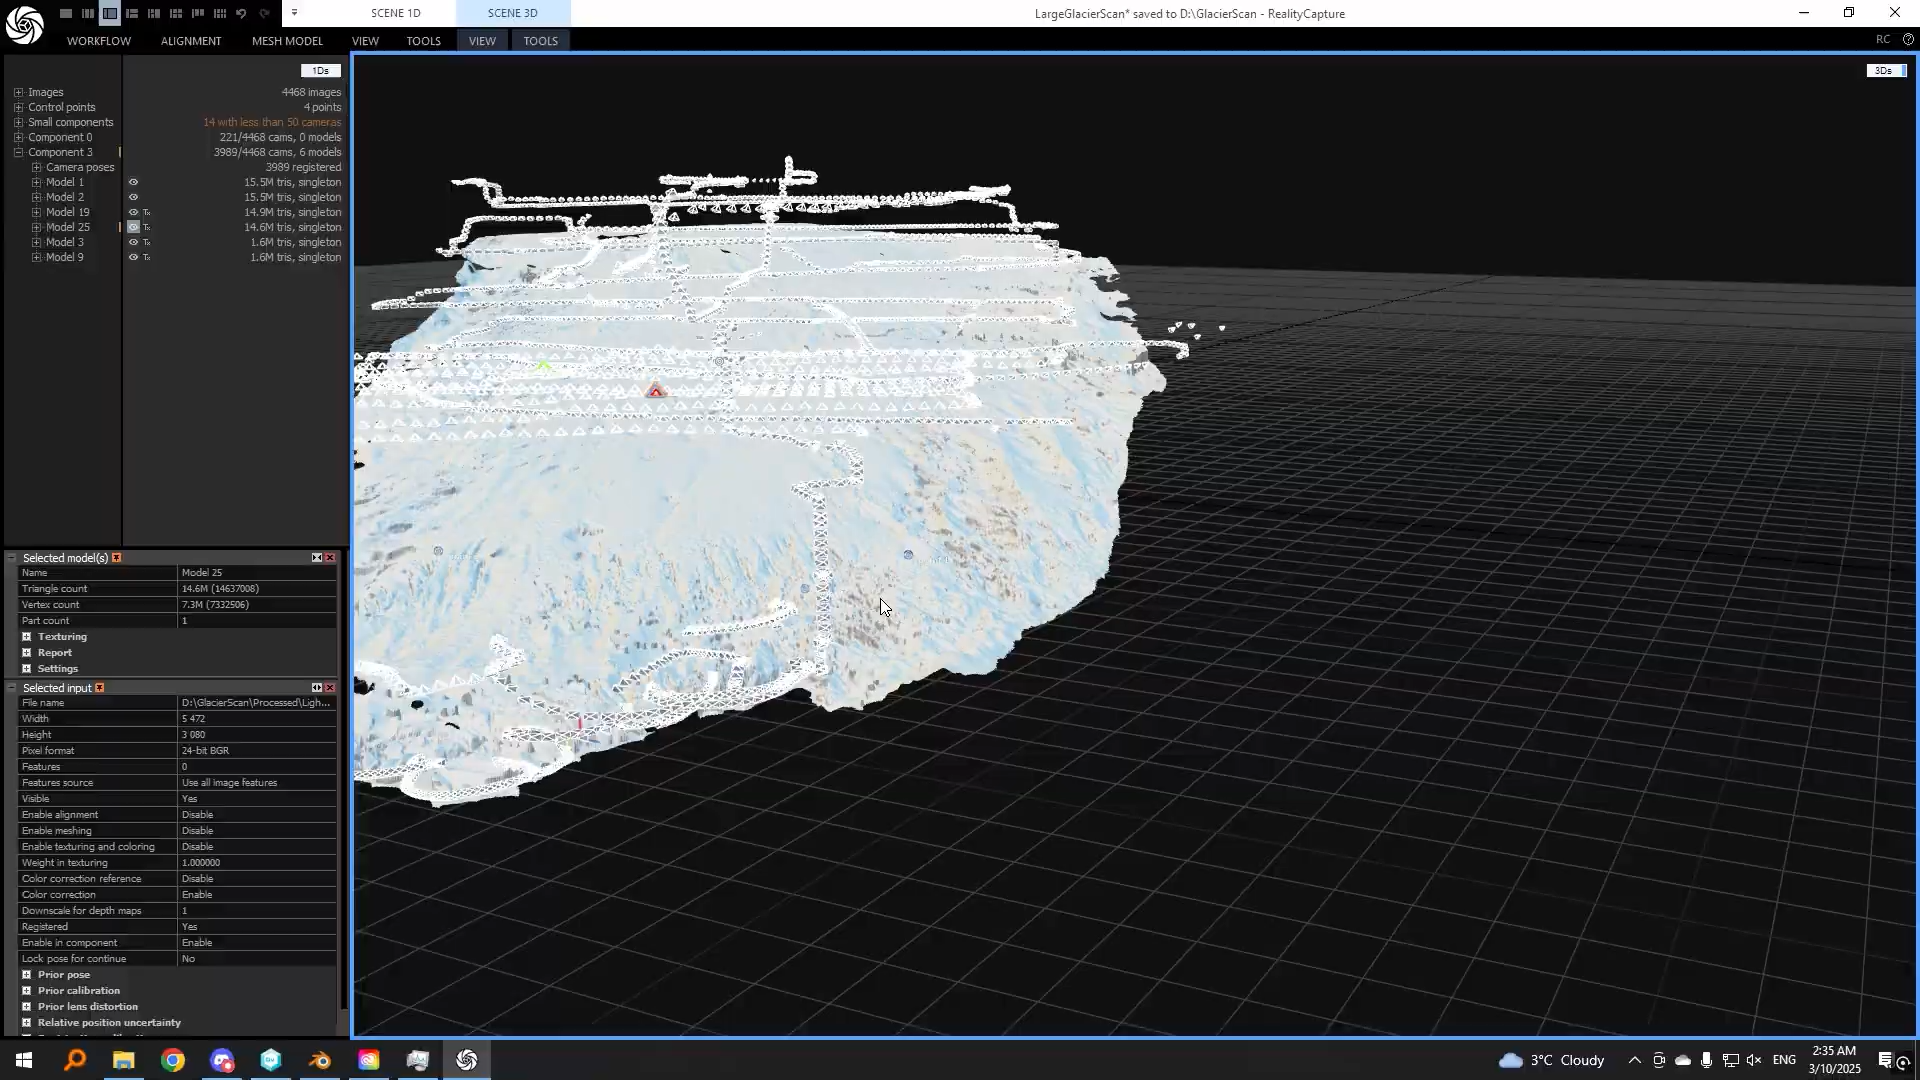 SCENE 1D
SCENE 3D
LargeGlacierScan* saved to D:\GlacierScan - RealityCapture
WORKFLOW
ALIGNMENT
MESH MODEL
VIEW
TOOLS
VIEW
TOOLS
RC
1Ds
3Ds
Images 4468 images
Control points 4 points
Small components 14 with less than 50 cameras
Component 0 221/4468 cams, 0 models
Component 3 3989/4468 cams, 6 models
Camera poses 3989 registered
Model 1 15.5M tris, singleton
Model 2 15.5M tris, singleton
Model 19 Tx 14.9M tris, singleton
Model 25 Tx 14.6M tris, singleton
Model 3 Tx 1.6M tris, singleton
Model 9 Tx 1.6M tris, singleton
Selected model(s)
Name Model 25
Triangle count 14.6M (14637008)
Vertex count 7.3M (7332506)
Part count 1
Texturing
Report
Settings
Selected input
File name D:\GlacierScan\Processed\Ligh...
Width 5 472
Height 3 080
Pixel format 24-bit BGR
Features 0
Features source Use all image features
Visible Yes
Enable alignment Disable
Enable meshing Disable
Enable texturing and coloring Disable
Weight in texturing 1.000000
Color correction reference Disable
Color correction Enable
Downscale for depth maps 1
Registered Yes
Enable in component Enable
Lock pose for continue No
Prior pose
Prior calibration
Prior lens distortion
Relative position uncertainty
3°C Cloudy
ENG
2:35 AM
3/10/2025